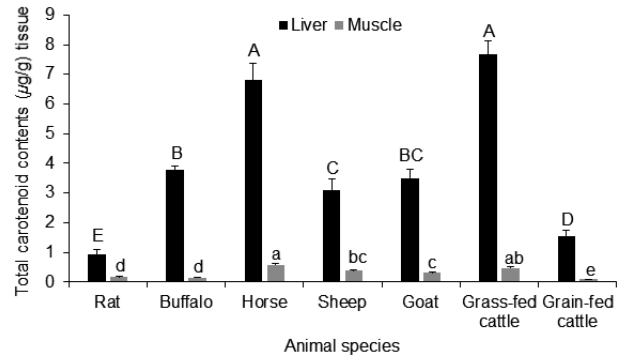 Liver Muscle
Total carotenoid contents (µg/g) tissue
9
8
7
6
5
4
3
2
1
0
E
d
B
d
A
a
C
bc
BC
c
A
ab
D
e
Rat Buffalo Horse Sheep Goat Grass-fed cattle Grain-fed cattle
Animal species